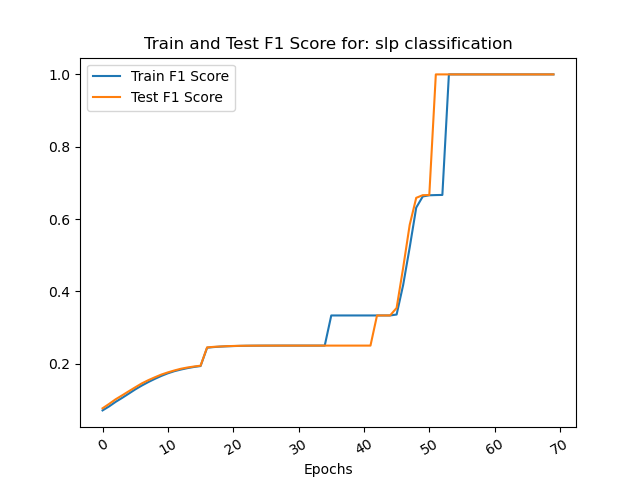 Train and Test F1 Score for: slp classification
Train F1 Score
Test F1 Score
1.0
0.8
0.6
0.4
0.2
0 10 20 30 40 50 60 70
Epochs